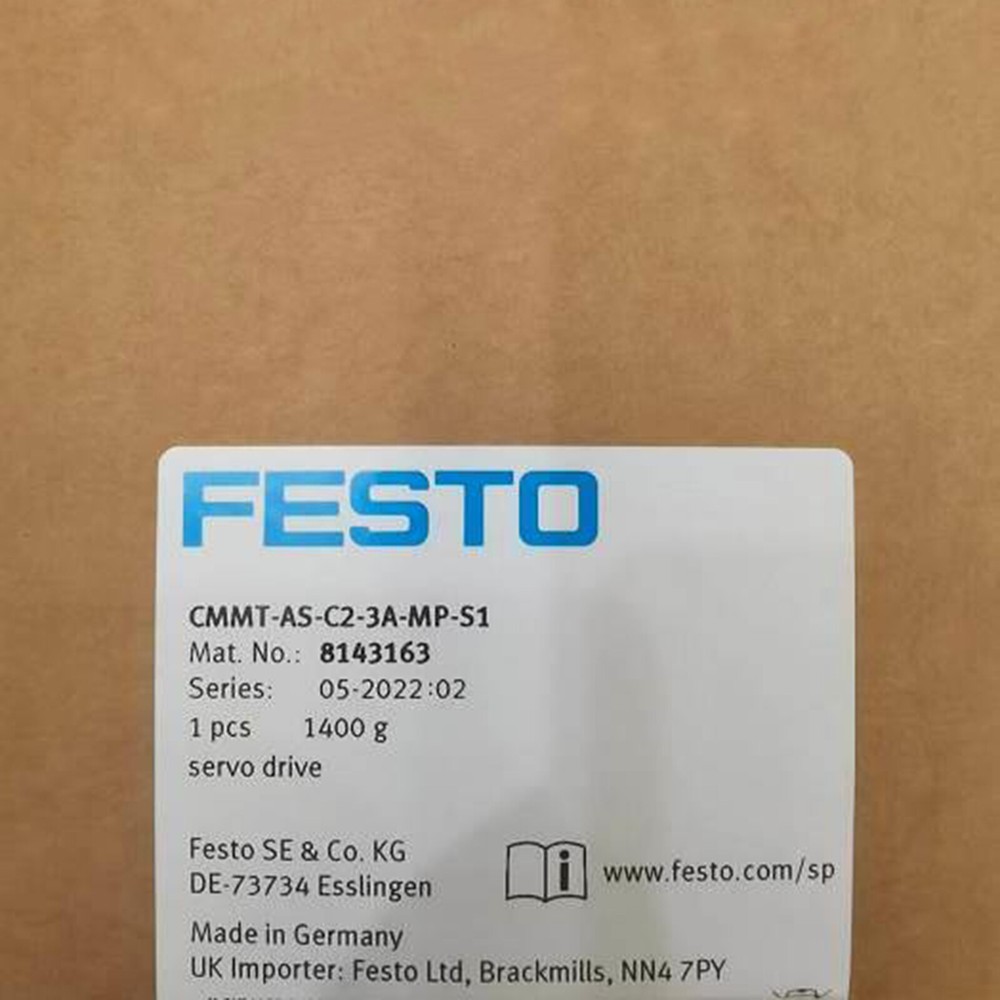 FESTO
CMMT-AS-C2-3A-MP-S1
Mat. No.: 8143163
Series: 05-2022:02
1 pcs 1400 g
servo drive
Festo SE & Co. KG
DE-73734 Esslingen
i www.festo.com/sp
Made in Germany
UK Importer: Festo Ltd, Brackmills, NN4 7PY